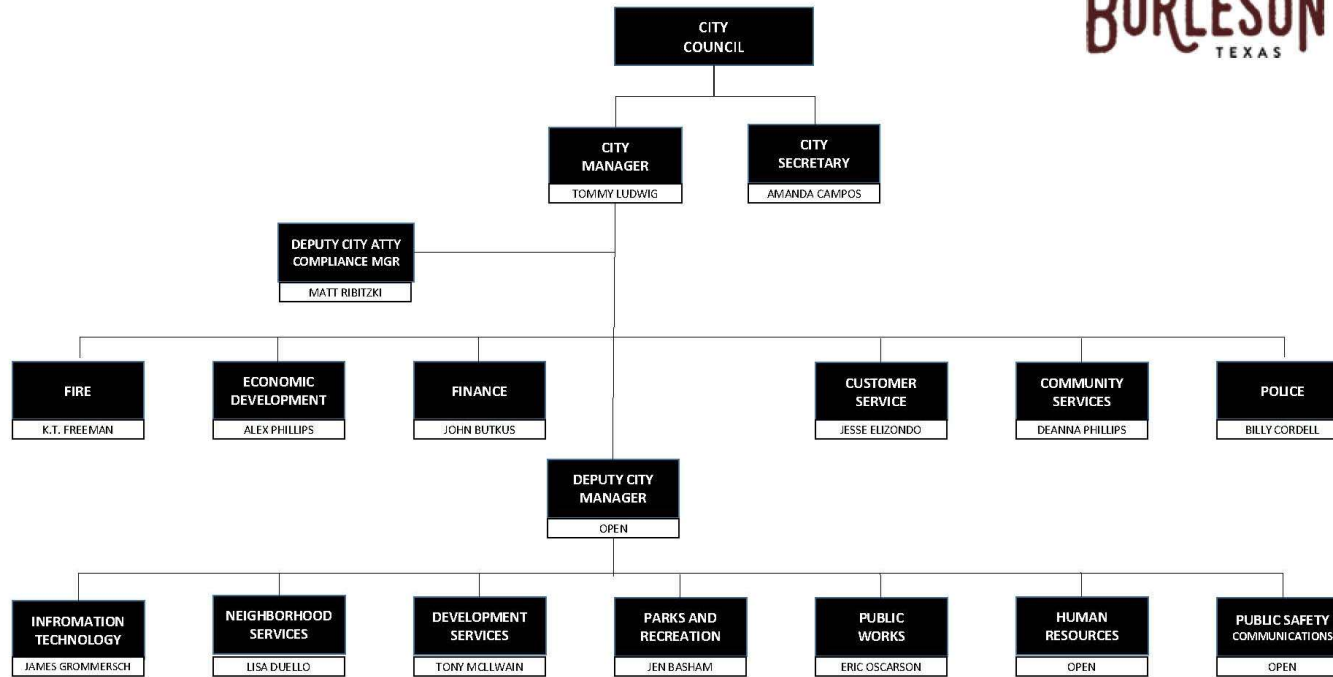 BURLESON
TEXAS
CITY
COUNCIL
CITY
MANAGER
TOMMY LUDWIG
CITY
SECRETARY
AMANDA CAMPOS
DEPUTY CITY ATTY
COMPLIANCE MGR
MATT RIBITZKI
FIRE
K.T. FREEMAN
ECONOMIC
DEVELOPMENT
ALEX PHILLIPS
FINANCE
JOHN BUTKUS
CUSTOMER
SERVICE
JESSE ELIZONDO
COMMUNITY
SERVICES
DEANNA PHILLIPS
POLICE
BILLY CORDELL
DEPUTY CITY
MANAGER
OPEN
INFROMATION
TECHNOLOGY
JAMES GROMMERSCH
NEIGHBORHOOD
SERVICES
LISA DUELLO
DEVELOPMENT
SERVICES
TONY MCLLWAIN
PARKS AND
RECREATION
JEN BASHAM
PUBLIC
WORKS
ERIC OSCARSON
HUMAN
RESOURCES
OPEN
PUBLIC SAFETY
COMMUNICATIONS
OPEN